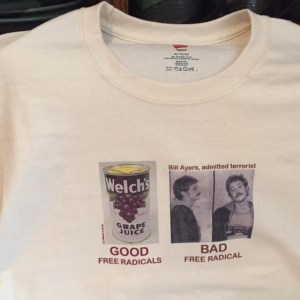 Bill Ayers, admitted terrorist
Welch's
GRAPE
JUICE
GOOD
FREE RADICALS
BAD
FREE RADICAL